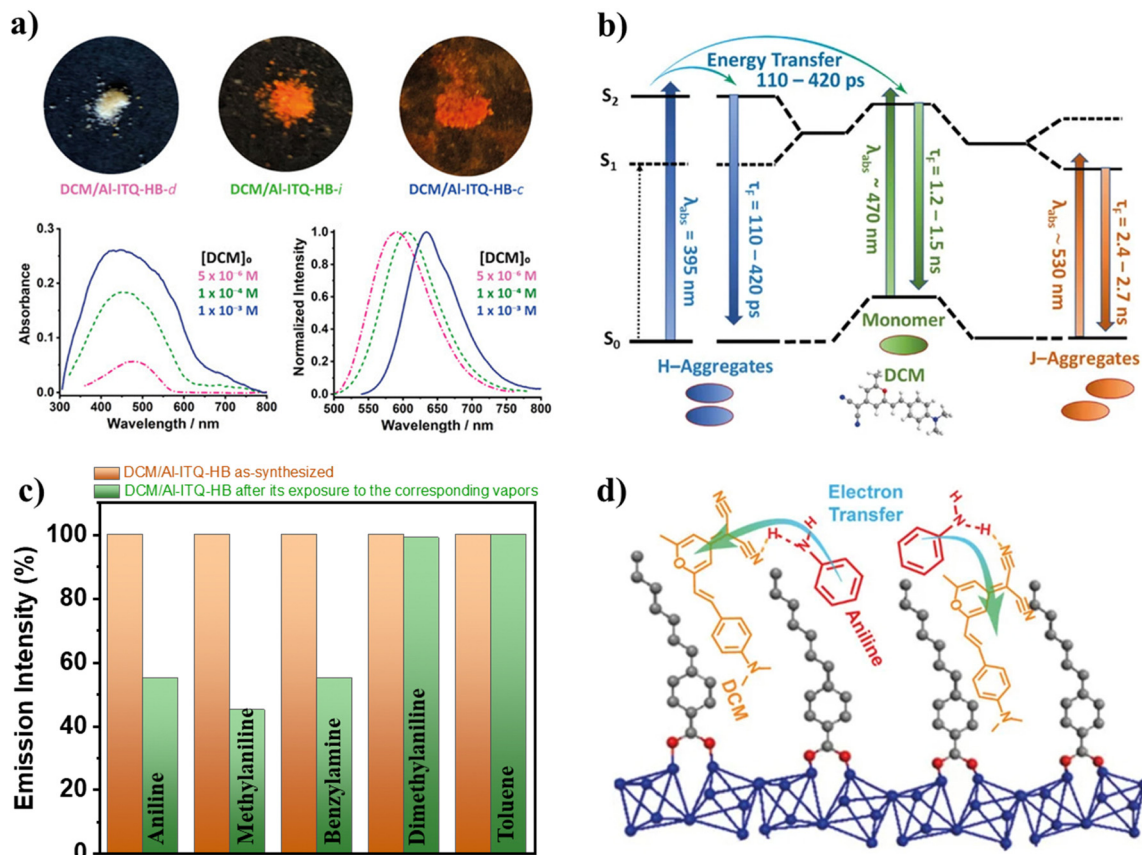 a)
DCM/Al-ITQ-HB-d
DCM/Al-ITQ-HB-i
DCM/Al-ITQ-HB-c
0.3
0.2
0.1
0.0
Absorbance
[DCM]₀
5 x 10⁻⁶ M
1 x 10⁻⁴ M
1 x 10⁻³ M
300 400 500 600 700 800
Wavelength / nm
1.0
0.8
0.6
0.4
0.2
0.0
Normalized Intensity
[DCM]₀
5 x 10⁻⁶ M
1 x 10⁻⁴ M
1 x 10⁻³ M
500 550 600 650 700 750 800
Wavelength / nm
b)
Energy Transfer
110 – 420 ps
S₂
S₁
S₀
λabs = 395 nm
τF = 110 – 420 ps
λabs ~ 470 nm
τF = 1.2 – 1.5 ns
λabs ~ 530 nm
τF = 2.4 – 2.7 ns
H–Aggregates
Monomer
DCM
J–Aggregates
c)
DCM/Al-ITQ-HB as-synthesized
DCM/Al-ITQ-HB after its exposure to the corresponding vapors
100
80
60
40
20
0
Emission Intensity (%)
Aniline
Methylaniline
Benzylamine
Dimethylaniline
Toluene
d)
Electron
Transfer
H
N
H
N
N
O
N
DCM
Aniline
H
N
H
N
N
O
N